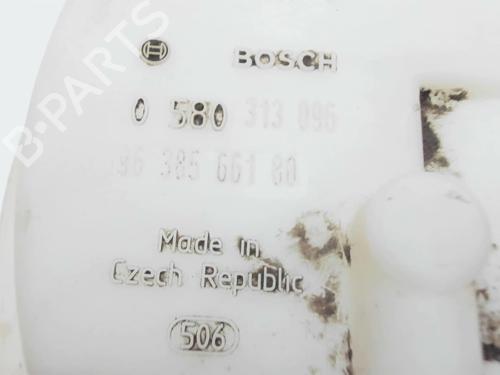 B-PARTS
BOSCH
0 580 313 096
96 385 661 80
Made in
Czech Republic
506